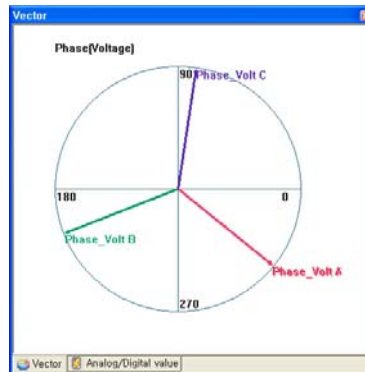 Vector
Phase(Voltage)
90
Phase_Volt C
180
0
Phase_Volt B
Phase_Volt A
270
Vector
Analog/Digital value